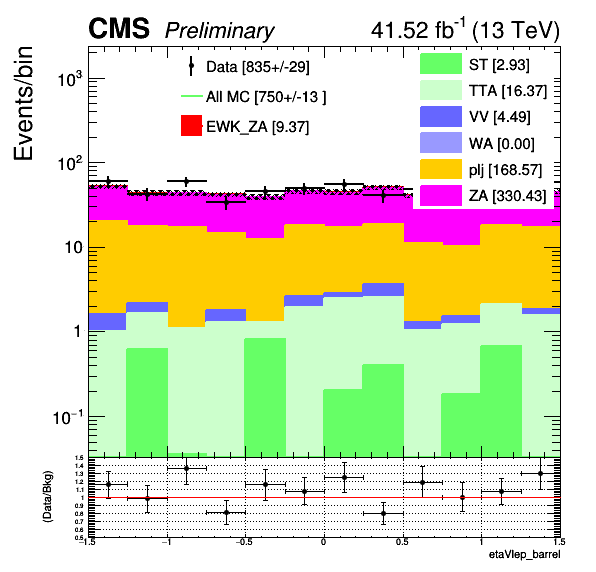 CMS Preliminary 41.52 fb⁻¹ (13 TeV)
Events/bin
10³
10²
10
1
10⁻¹
Data [835+/-29]
All MC [750+/-13 ]
EWK_ZA [9.37]
ST [2.93]
TTA [16.37]
VV [4.49]
WA [0.00]
plj [168.57]
ZA [330.43]
(Data/Bkg)
1.5
1.4
1.3
1.2
1.1
1
0.9
0.8
0.7
0.6
0.5
−1.5 −1 −0.5 0 0.5 1 1.5
etaVlep_barrel